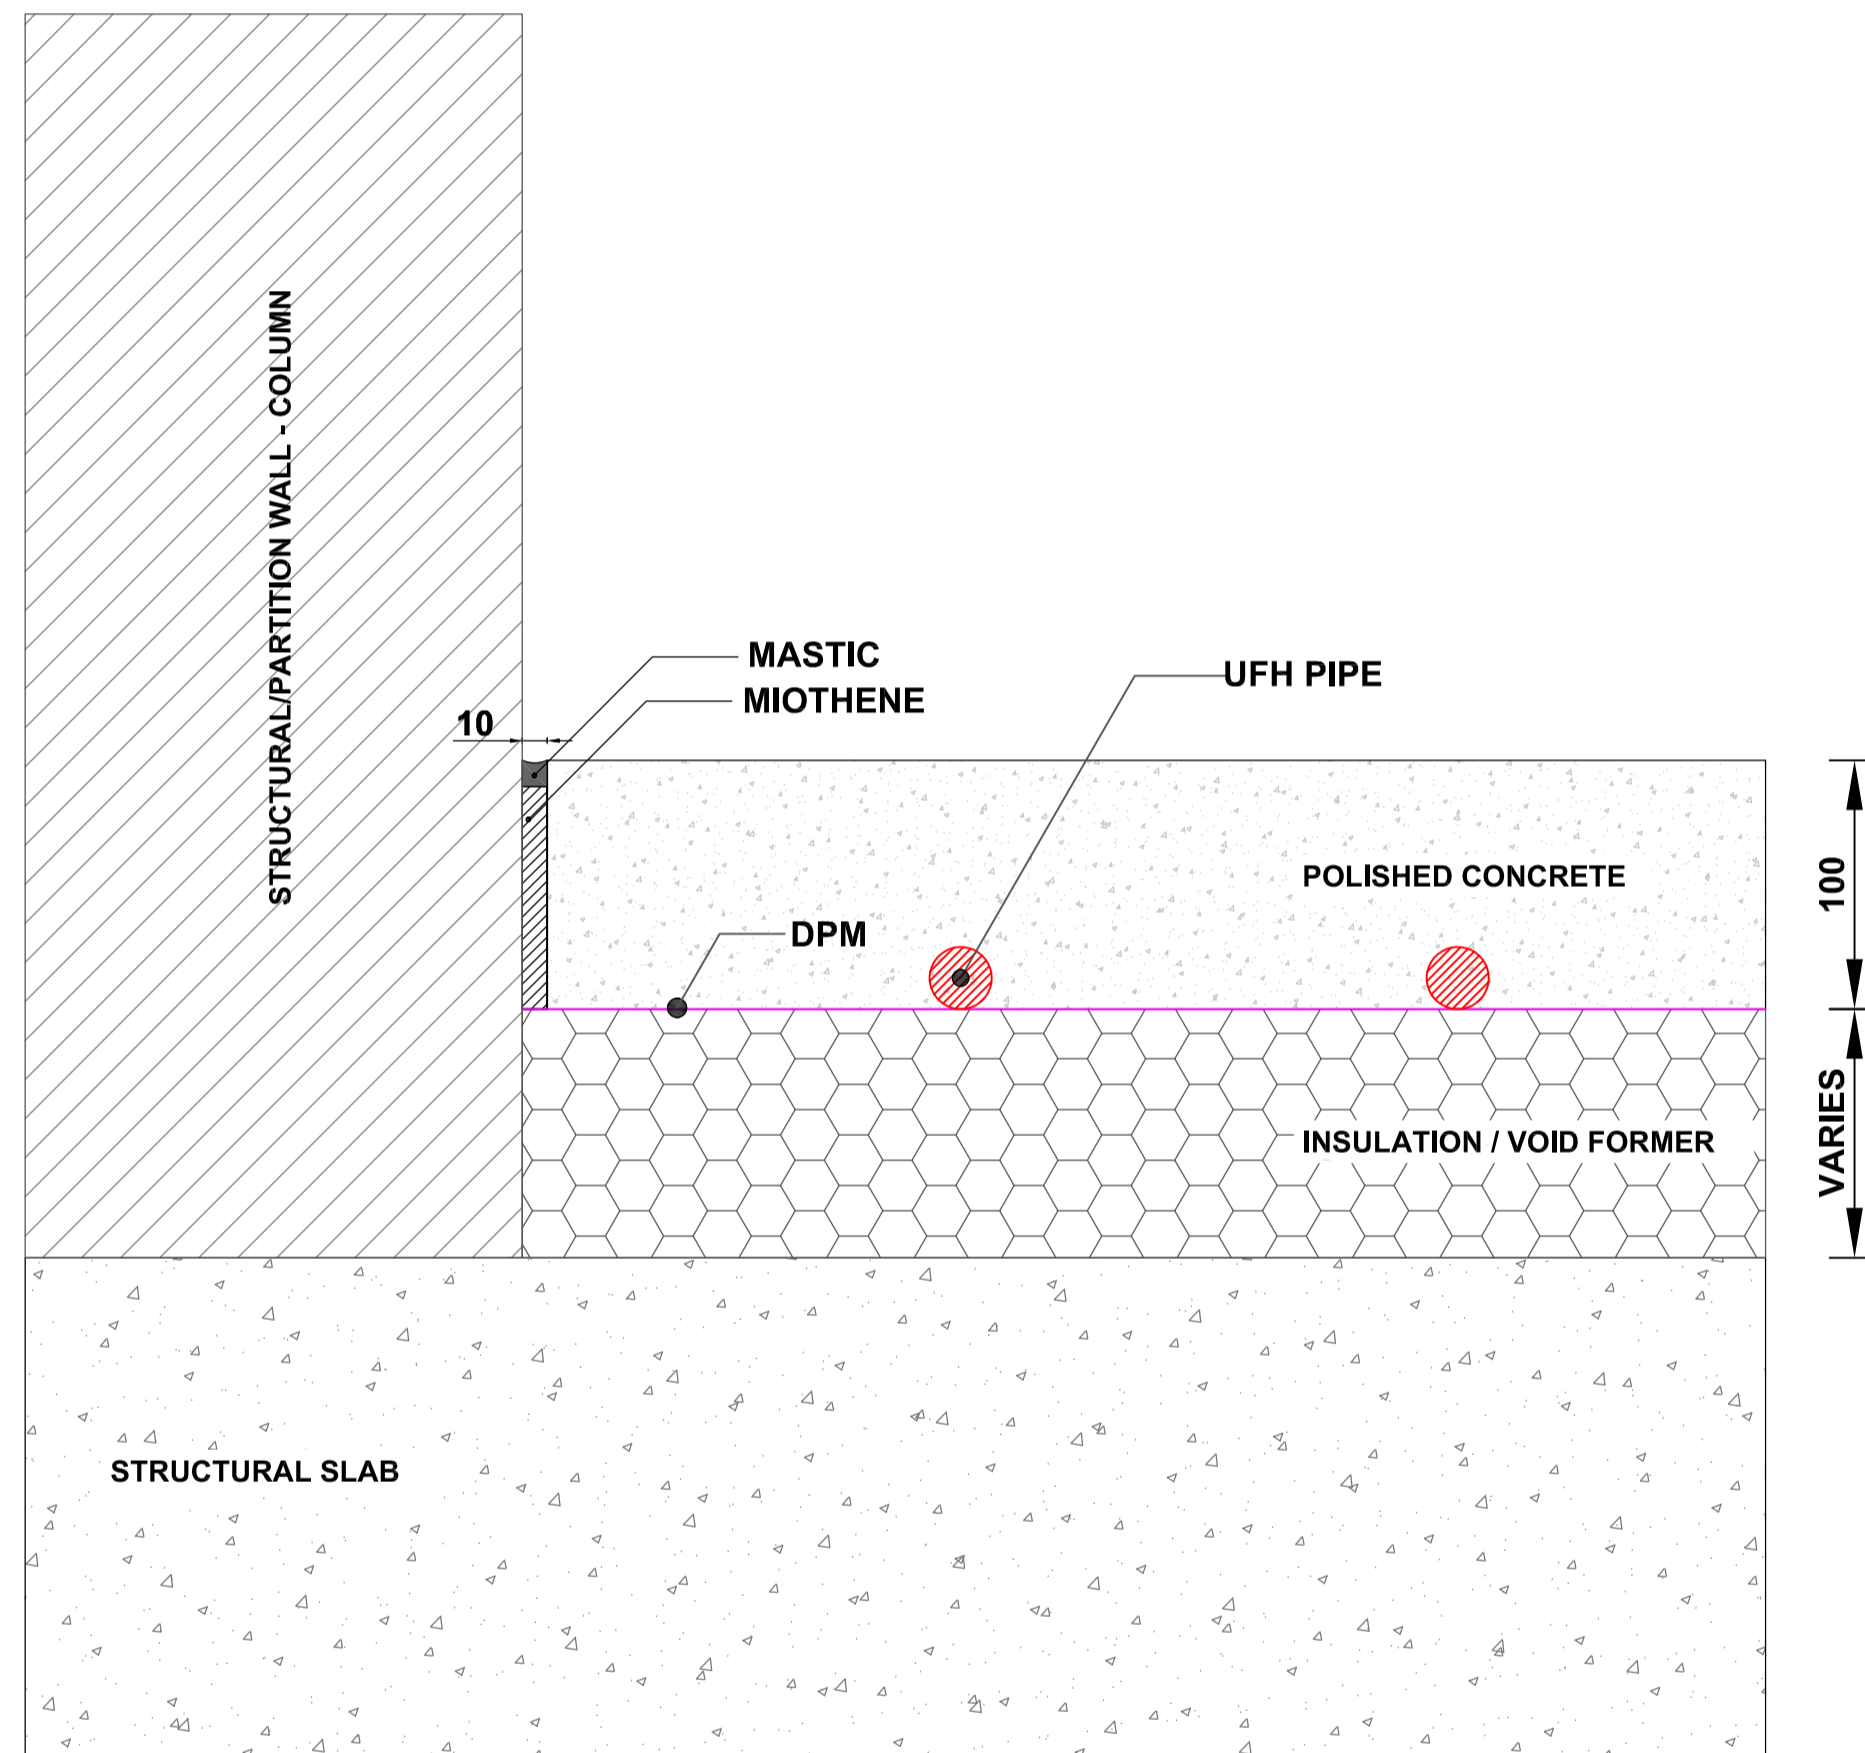 STRUCTURAL/PARTITION WALL - COLUMN
MASTIC
MIOTHENE
UFH PIPE
10
POLISHED CONCRETE
100
DPM
INSULATION / VOID FORMER
VARIES
STRUCTURAL SLAB